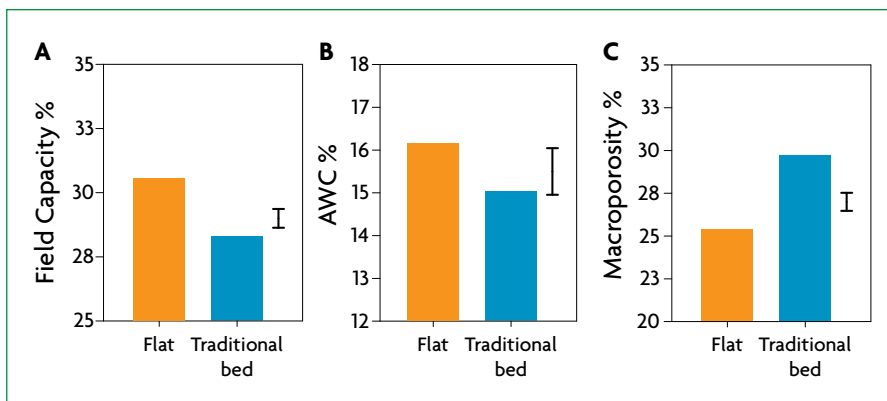 A
Field Capacity %
35
33
30
28
25
Flat
Traditional
bed
B
AWC %
18
17
16
15
14
13
12
Flat
Traditional
bed
C
Macroporosity %
35
33
30
28
25
23
20
Flat
Traditional
bed